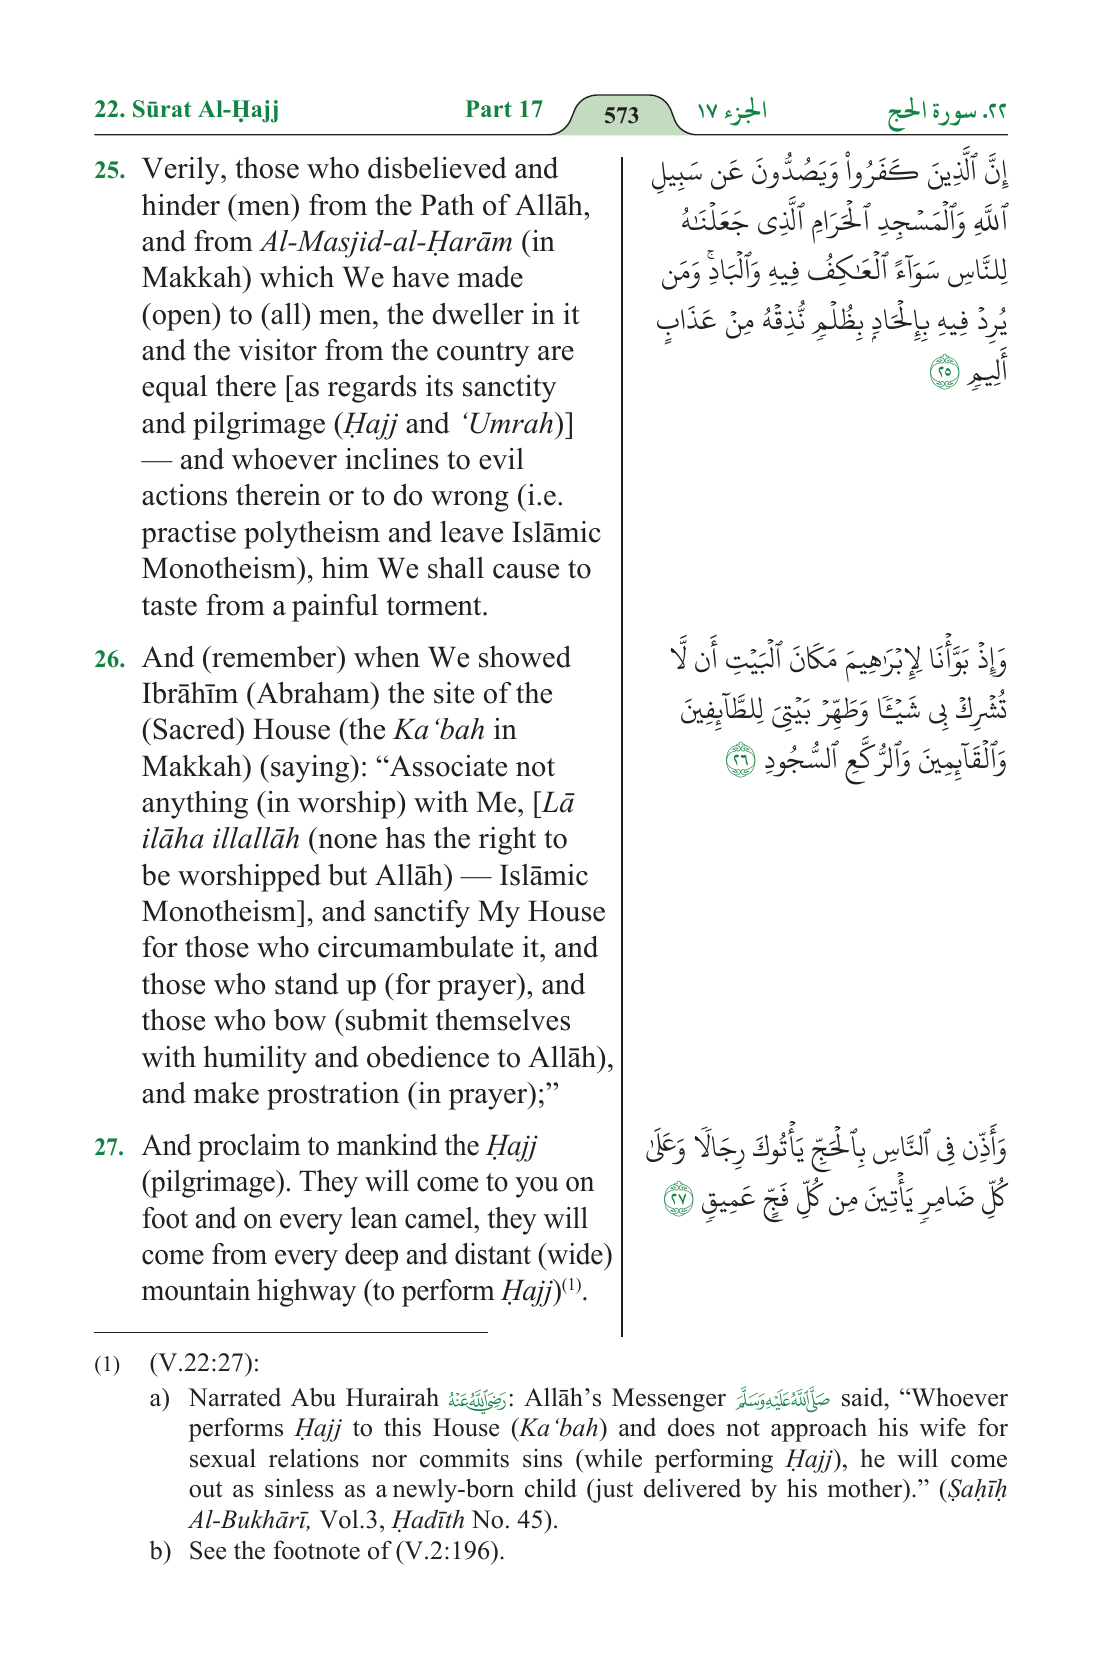 22. Sūrat Al-Ḥajj Part 17 573 الجزء ١٧ ٢٢. سورة الحج
25. Verily, those who disbelieved and
hinder (men) from the Path of Allāh,
and from Al-Masjid-al-Ḥarām (in
Makkah) which We have made
(open) to (all) men, the dweller in it
and the visitor from the country are
equal there [as regards its sanctity
and pilgrimage (Ḥajj and ‘Umrah)]
— and whoever inclines to evil
actions therein or to do wrong (i.e.
practise polytheism and leave Islāmic
Monotheism), him We shall cause to
taste from a painful torment.
إِنَّ ٱلَّذِينَ كَفَرُوا۟ وَيَصُدُّونَ عَن سَبِيلِ
ٱللَّهِ وَٱلْمَسْجِدِ ٱلْحَرَامِ ٱلَّذِى جَعَلْنَـٰهُ
لِلنَّاسِ سَوَآءً ٱلْعَـٰكِفُ فِيهِ وَٱلْبَادِ ۚ وَمَن
يُرِدْ فِيهِ بِإِلْحَادٍۭ بِظُلْمٍ نُّذِقْهُ مِنْ عَذَابٍ
أَلِيمٍ ٢٥
26. And (remember) when We showed
Ibrāhīm (Abraham) the site of the
(Sacred) House (the Ka‘bah in
Makkah) (saying): “Associate not
anything (in worship) with Me, [Lā
ilāha illallāh (none has the right to
be worshipped but Allāh) — Islāmic
Monotheism], and sanctify My House
for those who circumambulate it, and
those who stand up (for prayer), and
those who bow (submit themselves
with humility and obedience to Allāh),
and make prostration (in prayer);”
وَإِذْ بَوَّأْنَا لِإِبْرَٰهِيمَ مَكَانَ ٱلْبَيْتِ أَن لَّا
تُشْرِكْ بِى شَيْـًٔا وَطَهِّرْ بَيْتِىَ لِلطَّآئِفِينَ
وَٱلْقَآئِمِينَ وَٱلرُّكَّعِ ٱلسُّجُودِ ٢٦
27. And proclaim to mankind the Ḥajj
(pilgrimage). They will come to you on
foot and on every lean camel, they will
come from every deep and distant (wide)
mountain highway (to perform Ḥajj)(1).
وَأَذِّن فِى ٱلنَّاسِ بِٱلْحَجِّ يَأْتُوكَ رِجَالًا وَعَلَىٰ
كُلِّ ضَامِرٍ يَأْتِينَ مِن كُلِّ فَجٍّ عَمِيقٍ ٢٧
(1) (V.22:27):
a) Narrated Abu Hurairah رضي الله عنه: Allāh’s Messenger صلى الله عليه وسلم said, “Whoever
performs Ḥajj to this House (Ka‘bah) and does not approach his wife for
sexual relations nor commits sins (while performing Ḥajj), he will come
out as sinless as a newly-born child (just delivered by his mother).” (Ṣaḥīḥ
Al-Bukhārī, Vol.3, Ḥadīth No. 45).
b) See the footnote of (V.2:196).